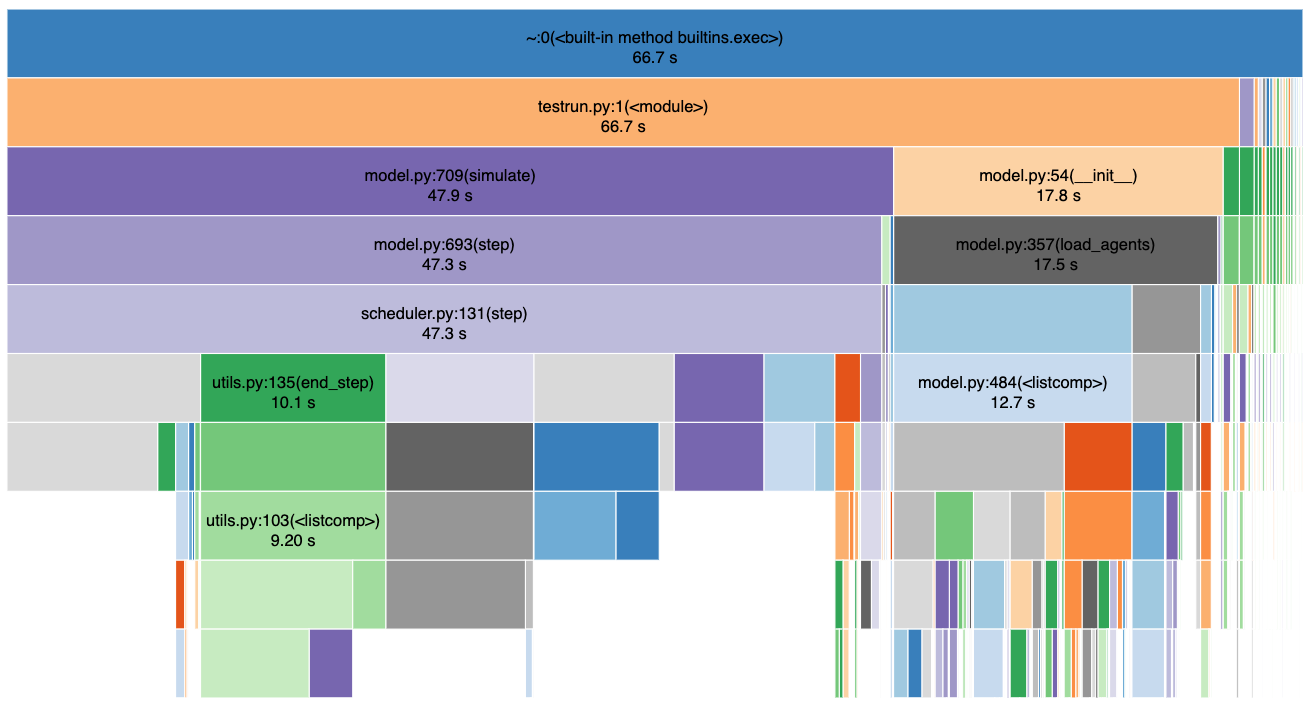 ~:0(<built-in method builtins.exec>)
66.7 s
testrun.py:1(<module>)
66.7 s
model.py:709(simulate)
47.9 s
model.py:54(__init__)
17.8 s
model.py:693(step)
47.3 s
model.py:357(load_agents)
17.5 s
scheduler.py:131(step)
47.3 s
utils.py:135(end_step)
10.1 s
model.py:484(<listcomp>)
12.7 s
utils.py:103(<listcomp>)
9.20 s